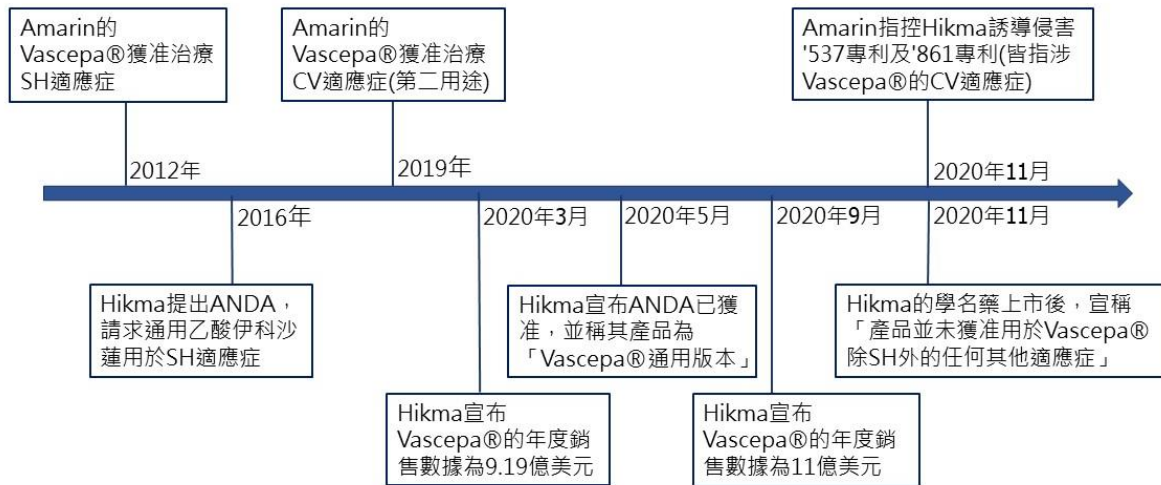 Amarin的
Vascepa®獲准治療
SH適應症
Amarin的
Vascepa®獲准治療
CV適應症(第二用途)
Amarin指控Hikma誘導侵害
'537專利及'861專利(皆指涉
Vascepa®的CV適應症)
2012年
2019年
2020年11月
2016年
2020年3月
2020年5月
2020年9月
2020年11月
Hikma提出ANDA，
請求通用乙酸伊科沙
蓮用於SH適應症
Hikma宣布ANDA已獲
准，並稱其產品為
「Vascepa®通用版本」
Hikma的學名藥上市後，宣稱
「產品並未獲准用於Vascepa®
除SH外的任何其他適應症」
Hikma宣布
Vascepa®的年度銷
售數據為9.19億美元
Hikma宣布
Vascepa®的年度銷
售數據為11億美元